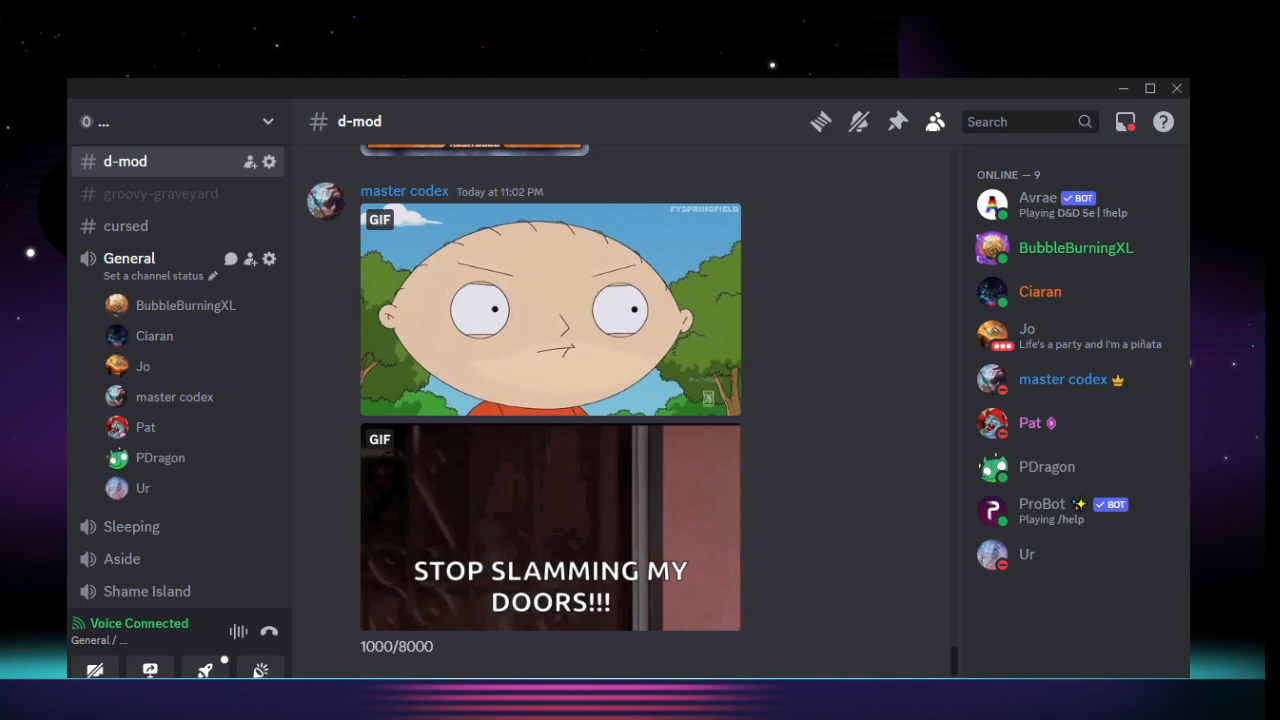 ...
d-mod
groovy-graveyard
cursed
General
Set a channel status
BubbleBurningXL
Ciaran
Jo
master codex
Pat
PDragon
Ur
Sleeping
Aside
Shame Island
Voice Connected
General / ...
d-mod
Search
master codex Today at 11:02 PM
GIF
FYSPRINGFIELD
GIF
STOP SLAMMING MY
DOORS!!!
1000/8000
ONLINE — 9
Avrae BOT
Playing D&D 5e | !help
BubbleBurningXL
Ciaran
Jo
Life's a party and I'm a piñata
master codex
Pat
PDragon
ProBot BOT
Playing /help
Ur